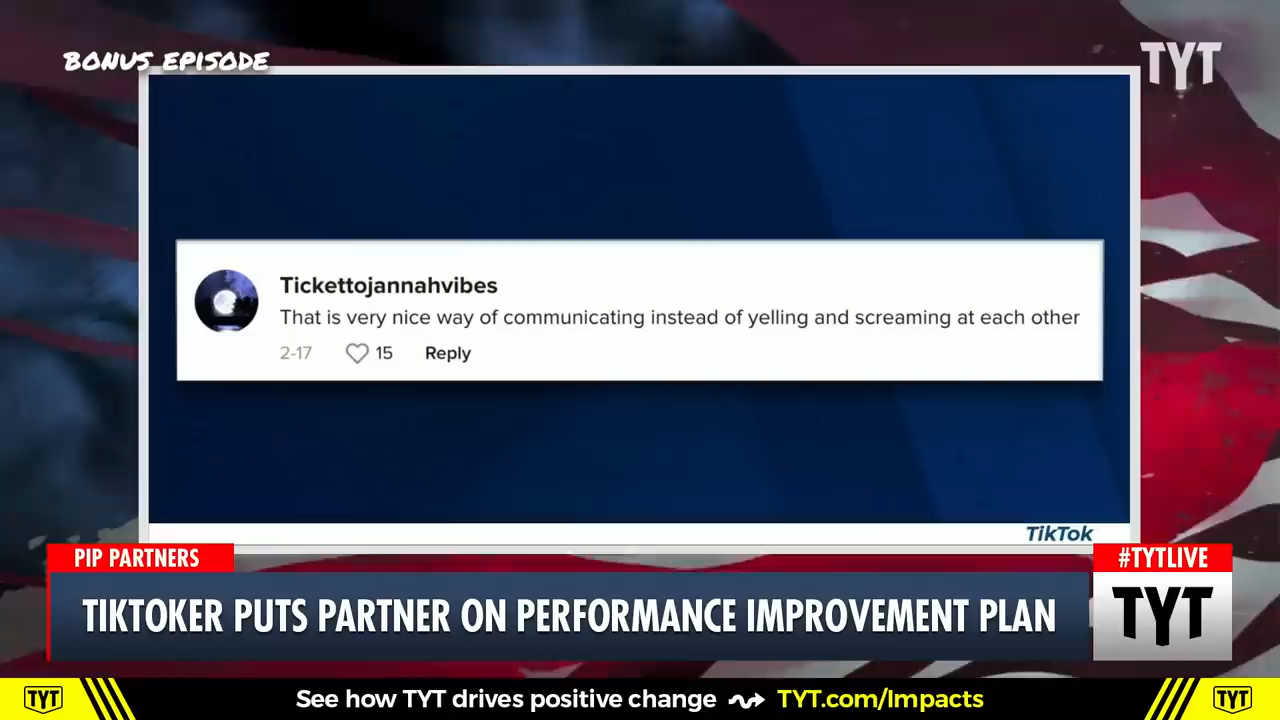 BONUS EPISODE
TYT
Tickettojannahvibes
That is very nice way of communicating instead of yelling and screaming at each other
2-17 15 Reply
TikTok
PIP PARTNERS
#TYTLIVE
TIKTOKER PUTS PARTNER ON PERFORMANCE IMPROVEMENT PLAN
TYT
TYT
See how TYT drives positive change TYT.com/Impacts
TYT